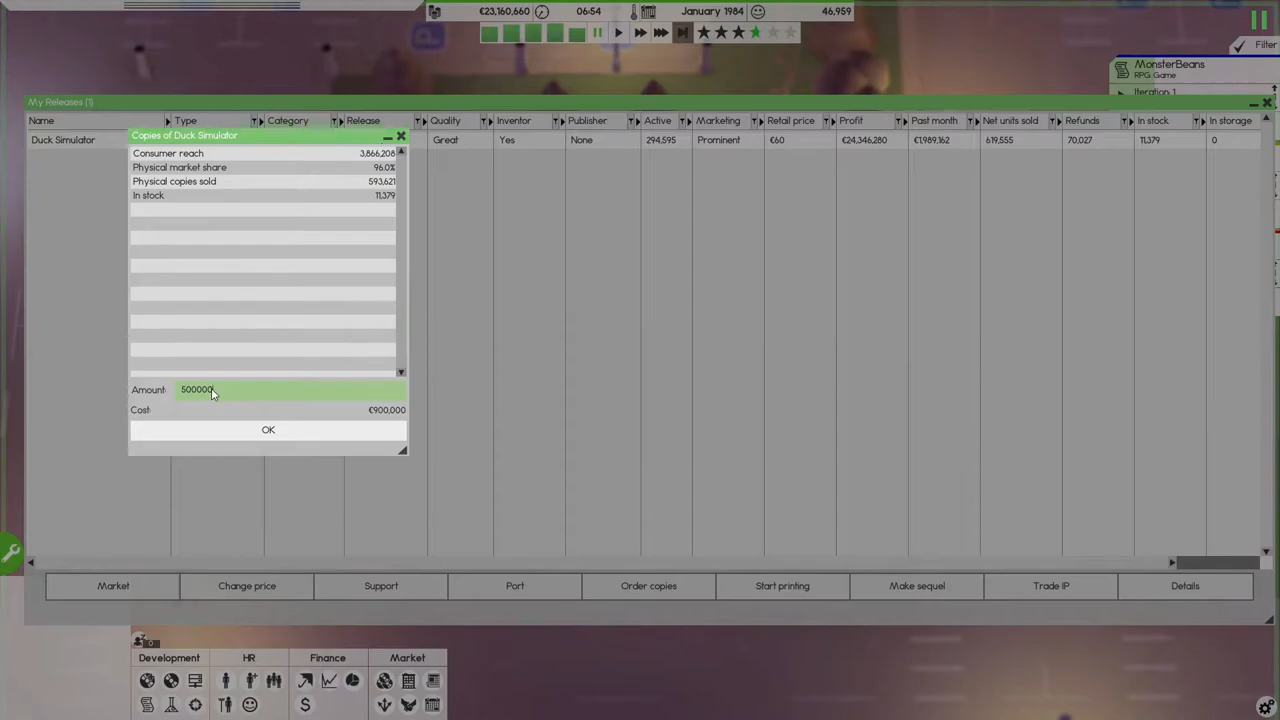 €23,160,660 06:54 January 1984 46,959
Filter
MonsterBeans
RPG Game
Iteration 1
My Releases (1)
Name Type Category Release Quality Inventor Publisher Active Marketing Retail price Profit Past month Net units sold Refunds In stock In storage
Duck Simulator Great Yes None 294,595 Prominent €60 €24,346,280 €1,989,162 619,555 70,027 11,379 0
Copies of Duck Simulator
Consumer reach 3,866,208
Physical market share 96.0%
Physical copies sold 593,621
In stock 11,379
Amount: 500000
Cost: €900,000
OK
Market Change price Support Port Order copies Start printing Make sequel Trade IP Details
Development HR Finance Market